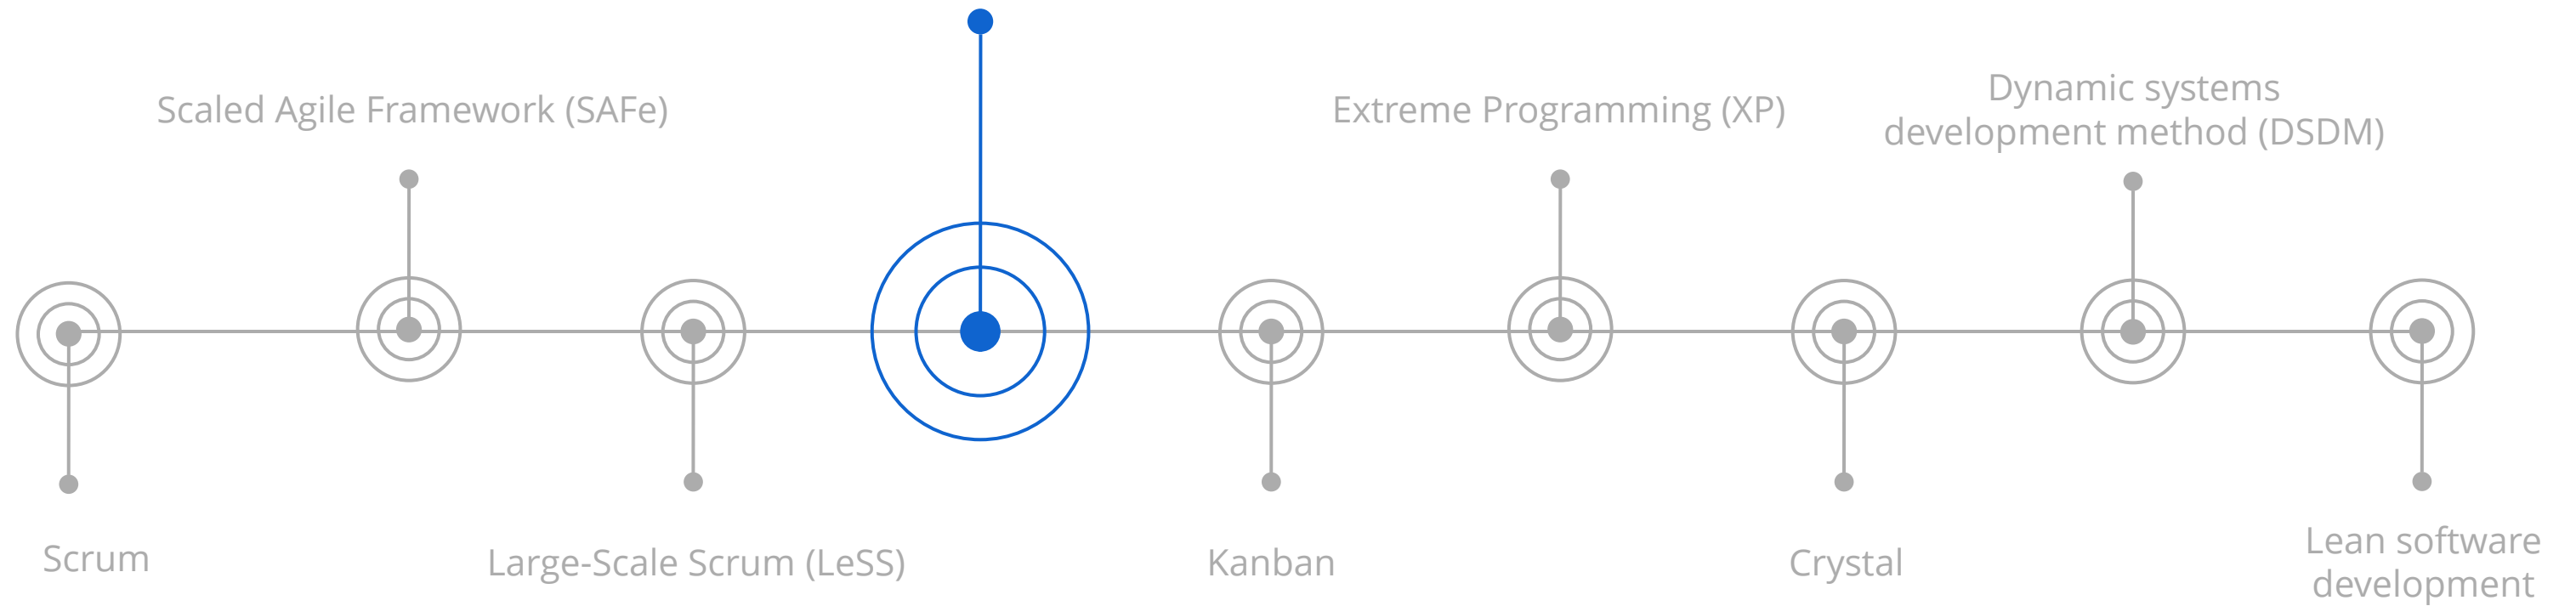 Scaled Agile Framework (SAFe)
Extreme Programming (XP)
Dynamic systems
development method (DSDM)
Scrum
Large-Scale Scrum (LeSS)
Kanban
Crystal
Lean software
development